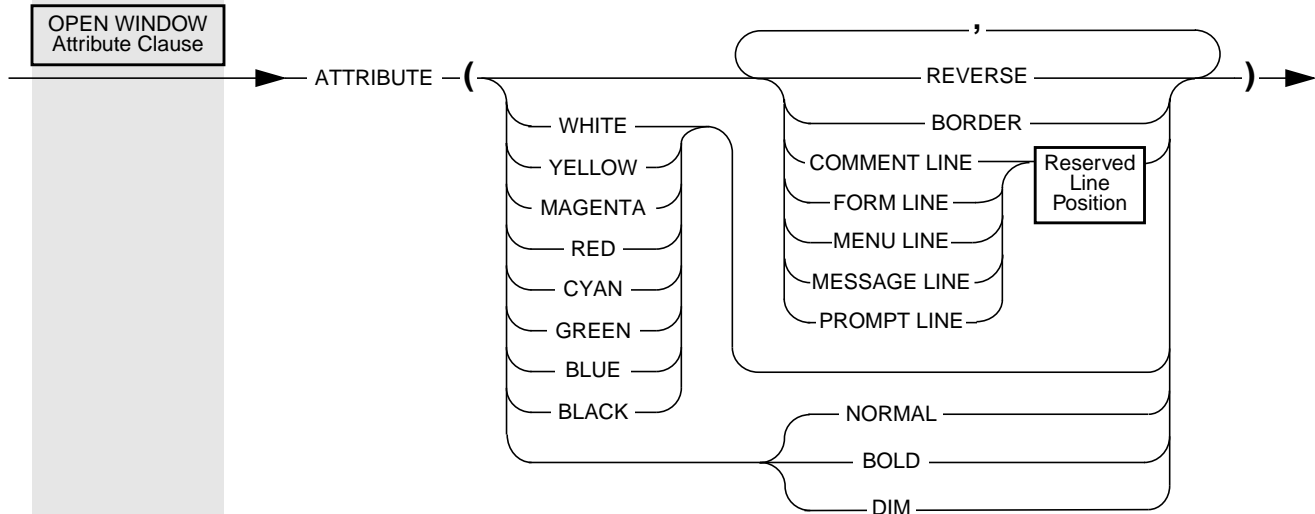 OPEN WINDOW
Attribute Clause
,
ATTRIBUTE ( REVERSE )
WHITE
BORDER
YELLOW
COMMENT LINE
Reserved
Line
Position
MAGENTA
FORM LINE
RED
MENU LINE
CYAN
MESSAGE LINE
GREEN
PROMPT LINE
BLUE
BLACK
NORMAL
BOLD
DIM